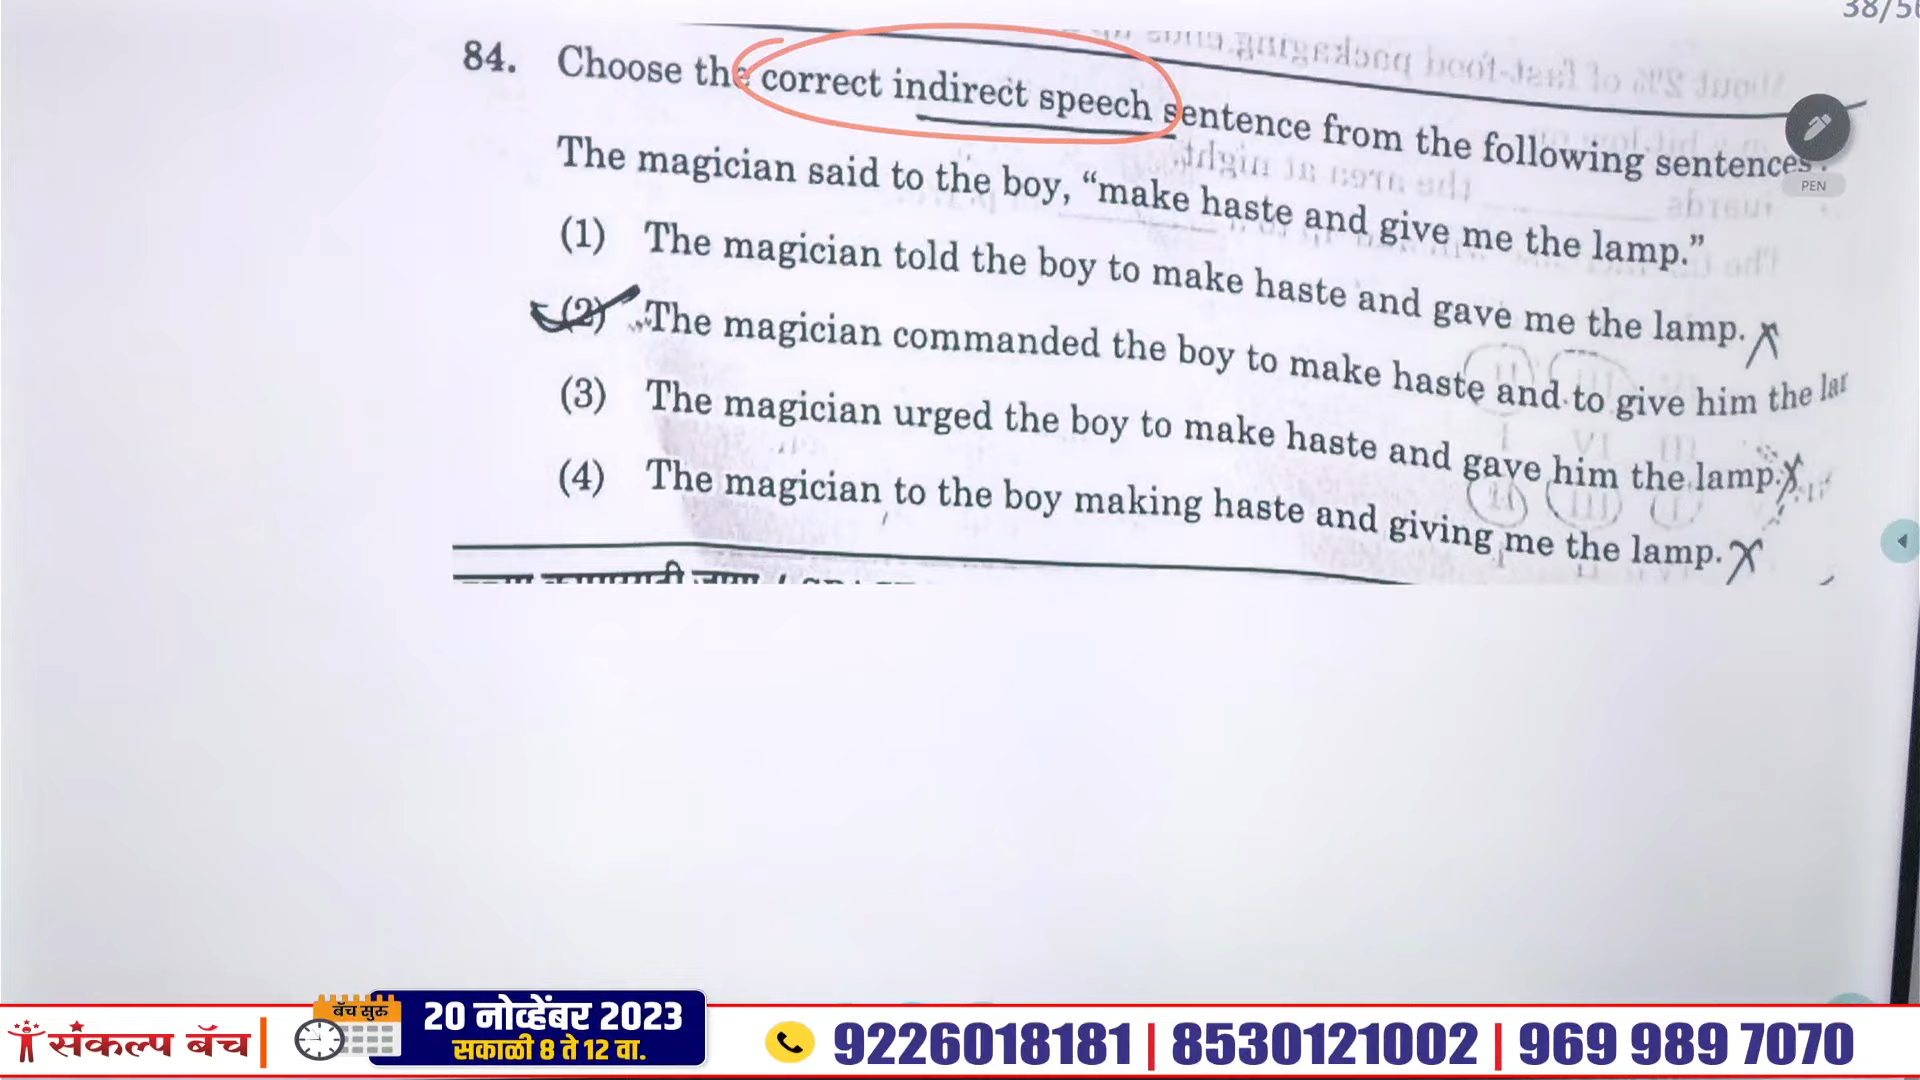 38/50
84. Choose the correct indirect speech sentence from the following sentences.
The magician said to the boy, “make haste and give me the lamp.”
(1) The magician told the boy to make haste and gave me the lamp.
(2) The magician commanded the boy to make haste and to give him the
(3) The magician urged the boy to make haste and gave him the lamp.
(4) The magician to the boy making haste and giving me the lamp.
PEN
संकल्प बॅच
बॅच सुरु
20 नोव्हेंबर 2023
सकाळी 8 ते 12 वा.
9226018181 | 8530121002 | 969 989 7070